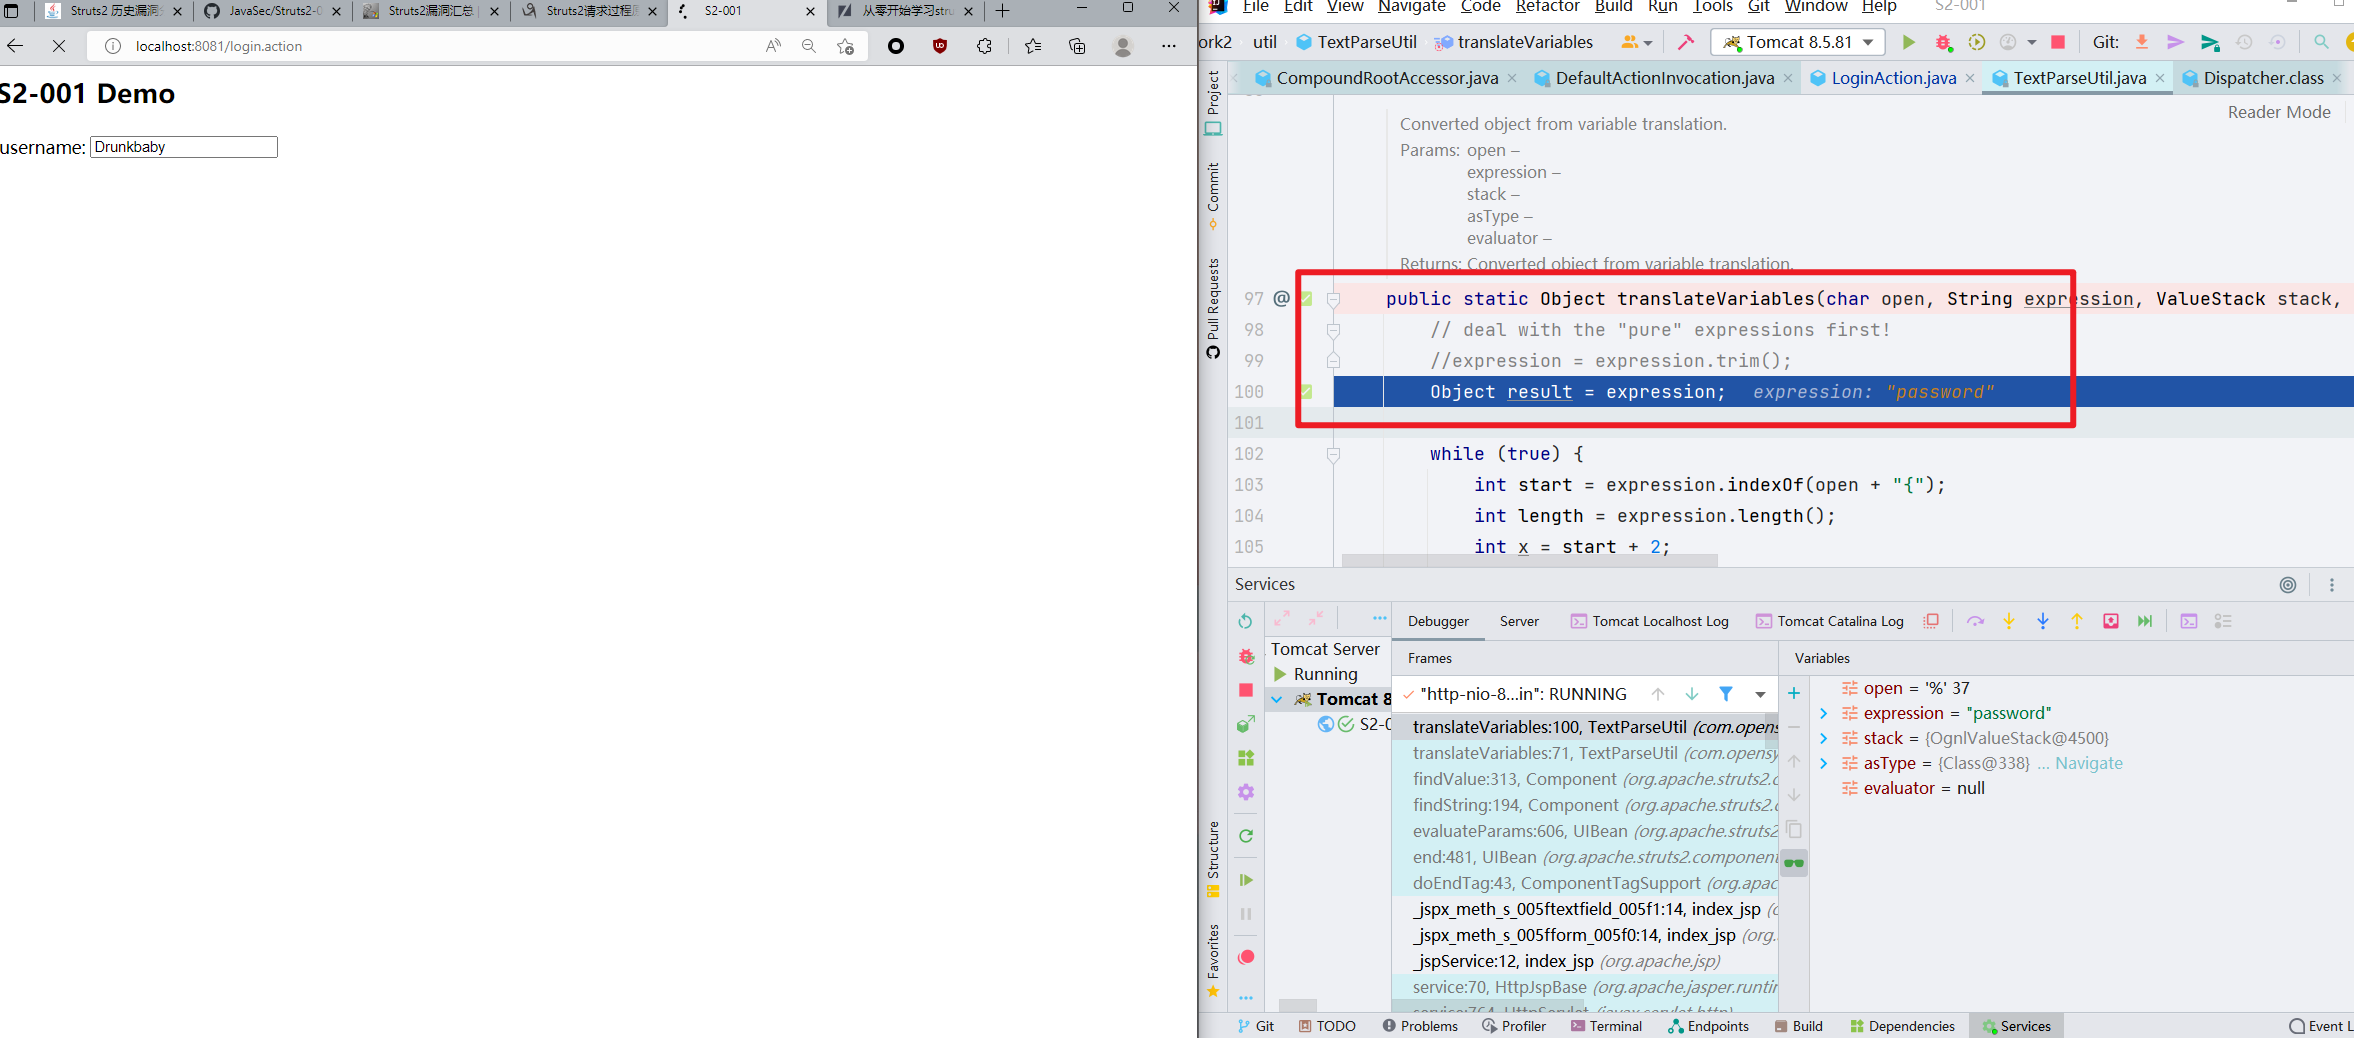 Struts2 历史漏洞
JavaSec/Struts2-0
Struts2漏洞汇总
Struts2请求过程
S2-001
从零开始学习stru
localhost:8081/login.action
S2-001 Demo
username: Drunkbaby
File Edit View Navigate Code Refactor Build Run Tools Git Window Help S2-001
ork2 util TextParseUtil translateVariables Tomcat 8.5.81 Git:
CompoundRootAccessor.java DefaultActionInvocation.java LoginAction.java TextParseUtil.java Dispatcher.class
Project
Commit
Pull Requests
Structure
Favorites
Reader Mode
Converted object from variable translation.
Params: open –
expression –
stack –
asType –
evaluator –
Returns: Converted object from variable translation.
97 @ public static Object translateVariables(char open, String expression, ValueStack stack,
98 // deal with the "pure" expressions first!
99 //expression = expression.trim();
100 Object result = expression; expression: "password"
101
102 while (true) {
103 int start = expression.indexOf(open + "{");
104 int length = expression.length();
105 int x = start + 2;
Services
Debugger Server Tomcat Localhost Log Tomcat Catalina Log
Tomcat Server
Running
Tomcat 8
S2-0
Frames
"http-nio-8...in": RUNNING
translateVariables:100, TextParseUtil (com.opens
translateVariables:71, TextParseUtil (com.opensy
findValue:313, Component (org.apache.struts2.c
findString:194, Component (org.apache.struts2.c
evaluateParams:606, UIBean (org.apache.struts2
end:481, UIBean (org.apache.struts2.component
doEndTag:43, ComponentTagSupport (org.apac
_jspx_meth_s_005ftextfield_005f1:14, index_jsp (o
_jspx_meth_s_005fform_005f0:14, index_jsp (org.
_jspService:12, index_jsp (org.apache.jsp)
service:70, HttpJspBase (org.apache.jasper.runtin
service:764, HttpServlet (javax.servlet.http)
Variables
open = '%' 37
expression = "password"
stack = {OgnlValueStack@4500}
asType = {Class@338} ... Navigate
evaluator = null
Git TODO Problems Profiler Terminal Endpoints Build Dependencies Services Event L